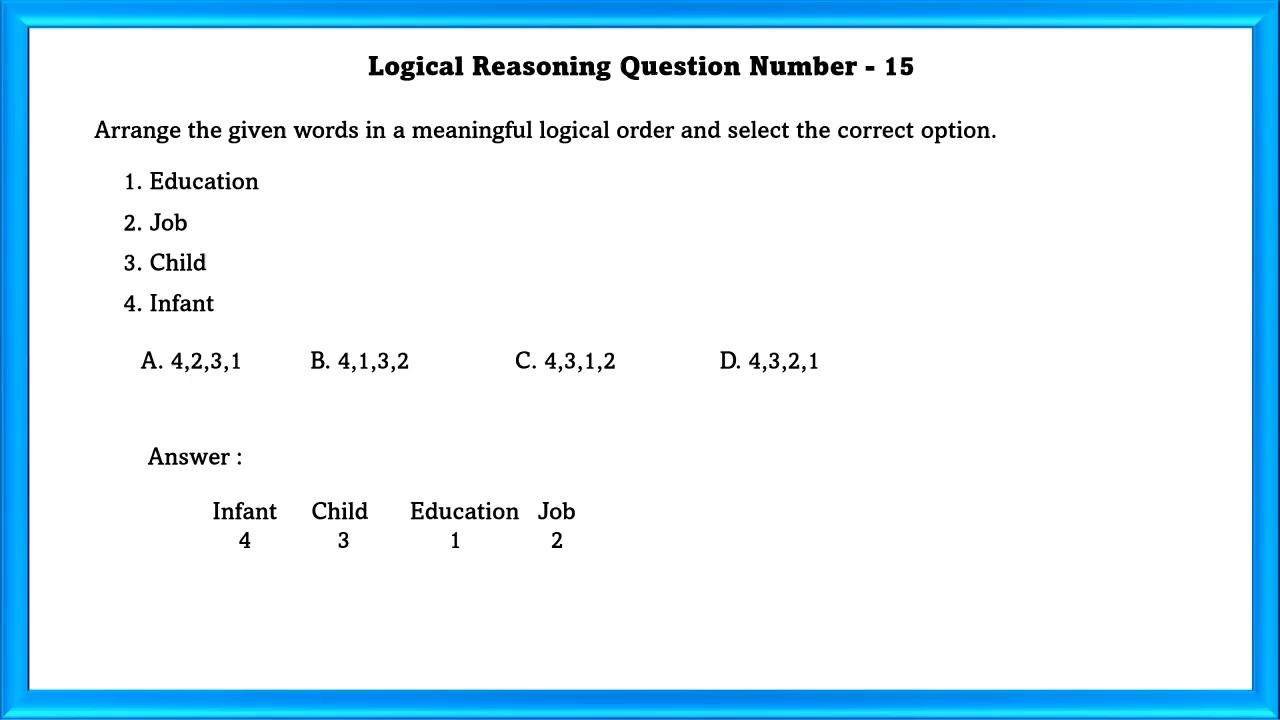 Logical Reasoning Question Number - 15
Arrange the given words in a meaningful logical order and select the correct option.
1. Education
2. Job
3. Child
4. Infant
A. 4,2,3,1 B. 4,1,3,2 C. 4,3,1,2 D. 4,3,2,1
Answer :
Infant Child Education Job
4 3 1 2